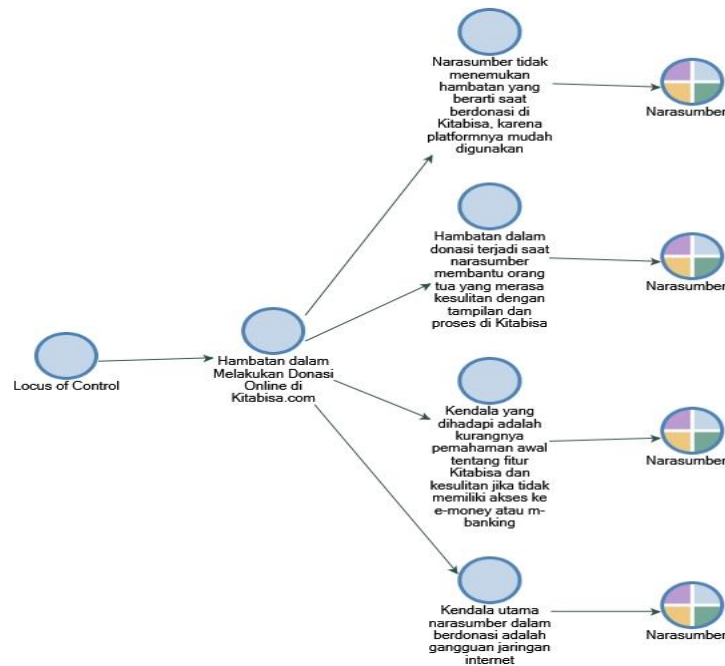 Narasumber tidak
menemukan
hambatan yang
berarti saat
berdonasi di
Kitabisa, karena
platformnya mudah
digunakan
Narasumber
Hambatan dalam
donasi terjadi saat
narasumber
membantu orang
tua yang merasa
kesulitan dengan
tampilan dan
proses di Kitabisa
Narasumber
Locus of Control
Hambatan dalam
Melakukan Donasi
Online di
Kitabisa.com
Kendala yang
dihadapi adalah
kurangnya
pemahaman awal
tentang fitur
Kitabisa dan
kesulitan jika tidak
memiliki akses ke
e-money atau m-
banking
Narasumber
Kendala utama
narasumber dalam
berdonasi adalah
gangguan jaringan
internet
Narasumber